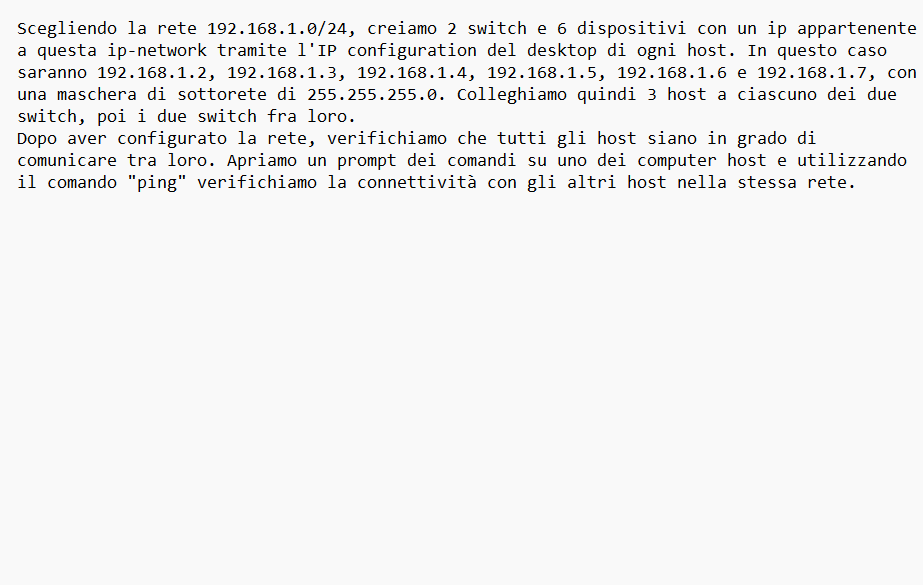 Scegliendo la rete 192.168.1.0/24, creiamo 2 switch e 6 dispositivi con un ip appartenente
a questa ip-network tramite l'IP configuration del desktop di ogni host. In questo caso
saranno 192.168.1.2, 192.168.1.3, 192.168.1.4, 192.168.1.5, 192.168.1.6 e 192.168.1.7, con
una maschera di sottorete di 255.255.255.0. Colleghiamo quindi 3 host a ciascuno dei due
switch, poi i due switch fra loro.
Dopo aver configurato la rete, verifichiamo che tutti gli host siano in grado di
comunicare tra loro. Apriamo un prompt dei comandi su uno dei computer host e utilizzando
il comando "ping" verifichiamo la connettività con gli altri host nella stessa rete.